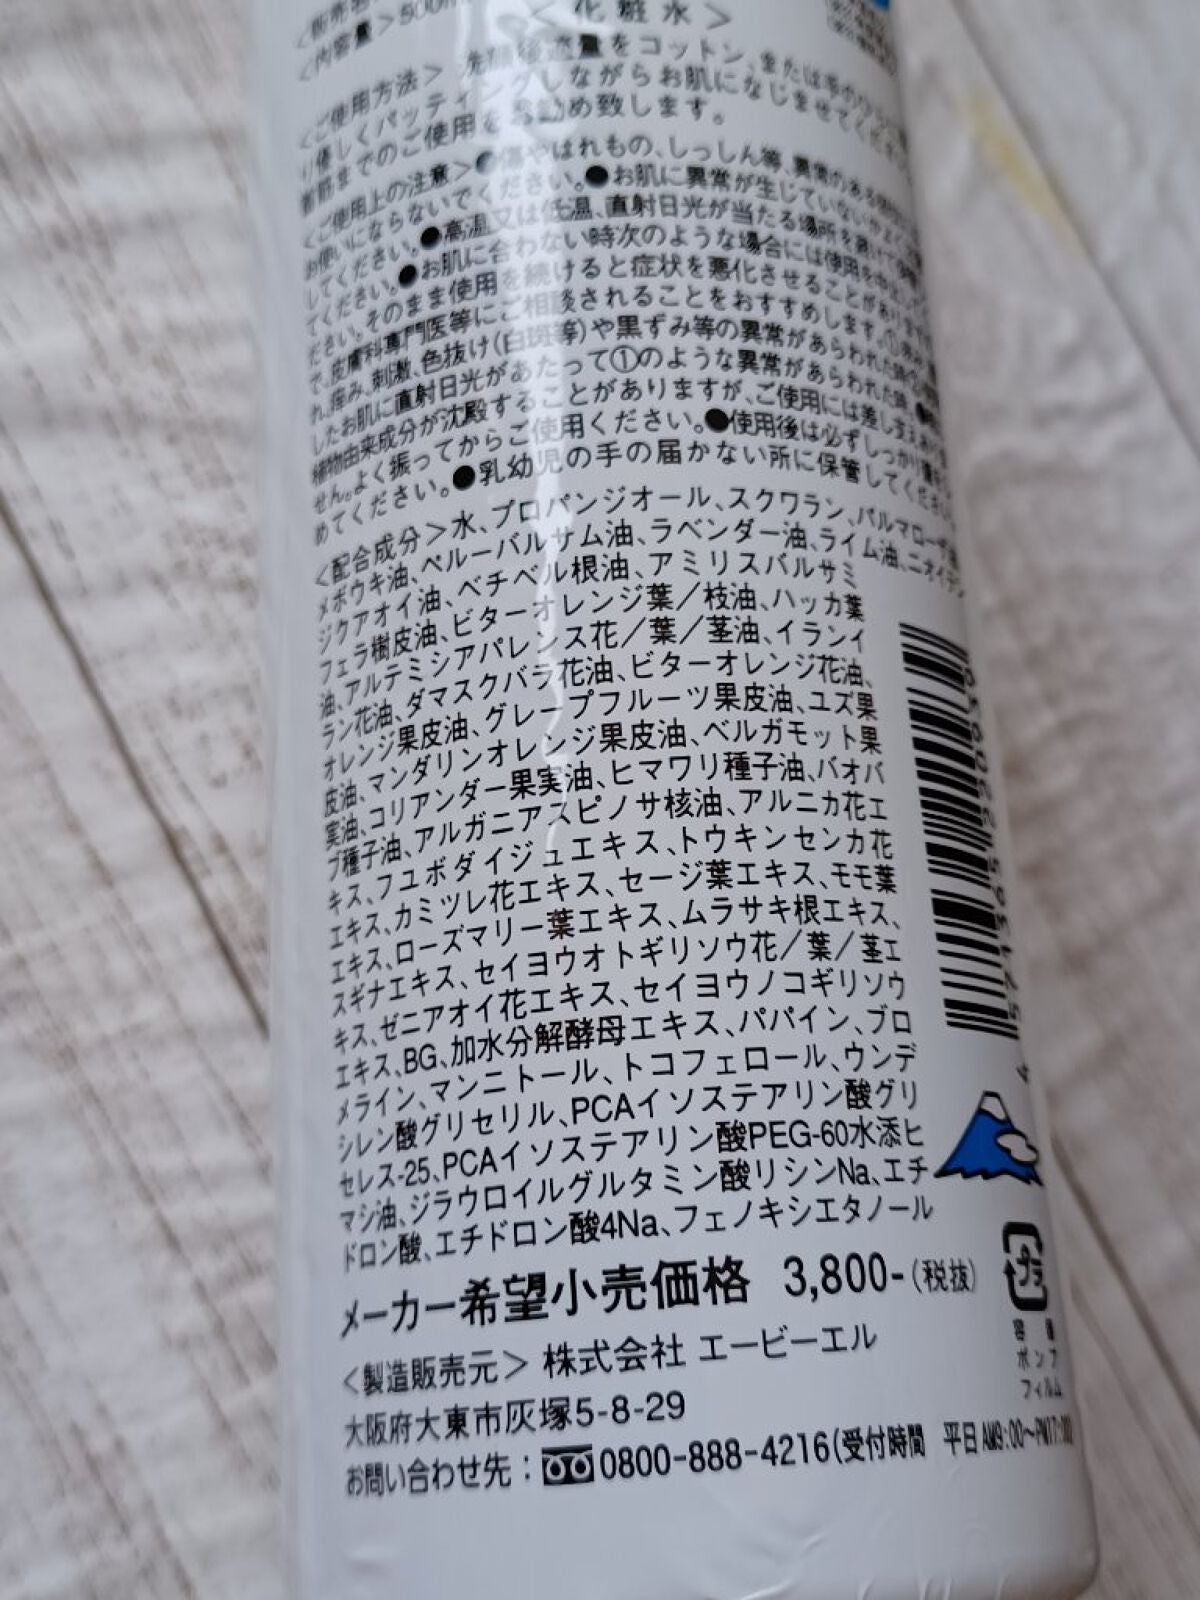 <内容量>500m
<化粧水>
<ご使用方法>洗顔後適量をコットン、または手のひら
り優しくパッティングしながらお肌になじませてください
首筋までのご使用をお勧め致します。
<ご使用上の注意>●傷やはれもの、しっしん等、異常のある
お使いにならないでください。●お肌に異常が生じていないかよく
してください。●高温又は低温、直射日光が当たる場所を避けて
てください。●お肌に合わない時次のような場合には使用を中止し
ださい。そのまま使用を続けると症状を悪化させることがあります
で、皮膚科専門医等にご相談されることをおすすめします。①
れ、痒み、刺激、色抜け(白斑等)や黒ずみ等の異常があらわれた時
したお肌に直射日光があたって①のような異常があらわれた時。●
植物由来成分が沈殿することがありますが、ご使用には差し支えあ
せん。よく振ってからご使用ください。●使用後は必ずしっかり
めてください。●乳幼児の手の届かない所に保管してください
<配合成分>水、プロパンジオール、スクワラン、パルマローザ
メボウキ油、ペルーバルサム油、ラベンダー油、ライム油、ニオイテン
ジクアオイ油、ベチベル根油、アミリスバルサミ
フェラ樹皮油、ビターオレンジ葉/枝油、ハッカ葉
油、アルテミシアパレンス花/葉/茎油、イランイ
ラン花油、ダマスクバラ花油、ビターオレンジ花油、
オレンジ果皮油、グレープフルーツ果皮油、ユズ果
皮油、マンダリンオレンジ果皮油、ベルガモット果
実油、コリアンダー果実油、ヒマワリ種子油、バオバ
ブ種子油、アルガニアスピノサ核油、アルニカ花エ
キス、フユボダイジュエキス、トウキンセンカ花
エキス、カミツレ花エキス、セージ葉エキス、モモ葉
エキス、ローズマリー葉エキス、ムラサキ根エキス、
スギナエキス、セイヨウオトギリソウ花/葉/茎エ
キス、ゼニアオイ花エキス、セイヨウノコギリソウ
エキス、BG、加水分解酵母エキス、パパイン、ブロ
メライン、マンニトール、トコフェロール、ウンデ
シレン酸グリセリル、PCAイソステアリン酸グリ
セレス-25、PCAイソステアリン酸PEG-60水添ヒ
マシ油、ジラウロイルグルタミン酸リシンNa、エチ
ドロン酸、エチドロン酸4Na、フェノキシエタノール
メーカー希望小売価格 3,800-(税抜)
<製造販売元>株式会社 エービーエル
大阪府大東市灰塚5-8-29
お問い合わせ先:0800-888-4216(受付時間 平日AM9:00〜PM17:00
プラ
容器
ポンプ
フィルム